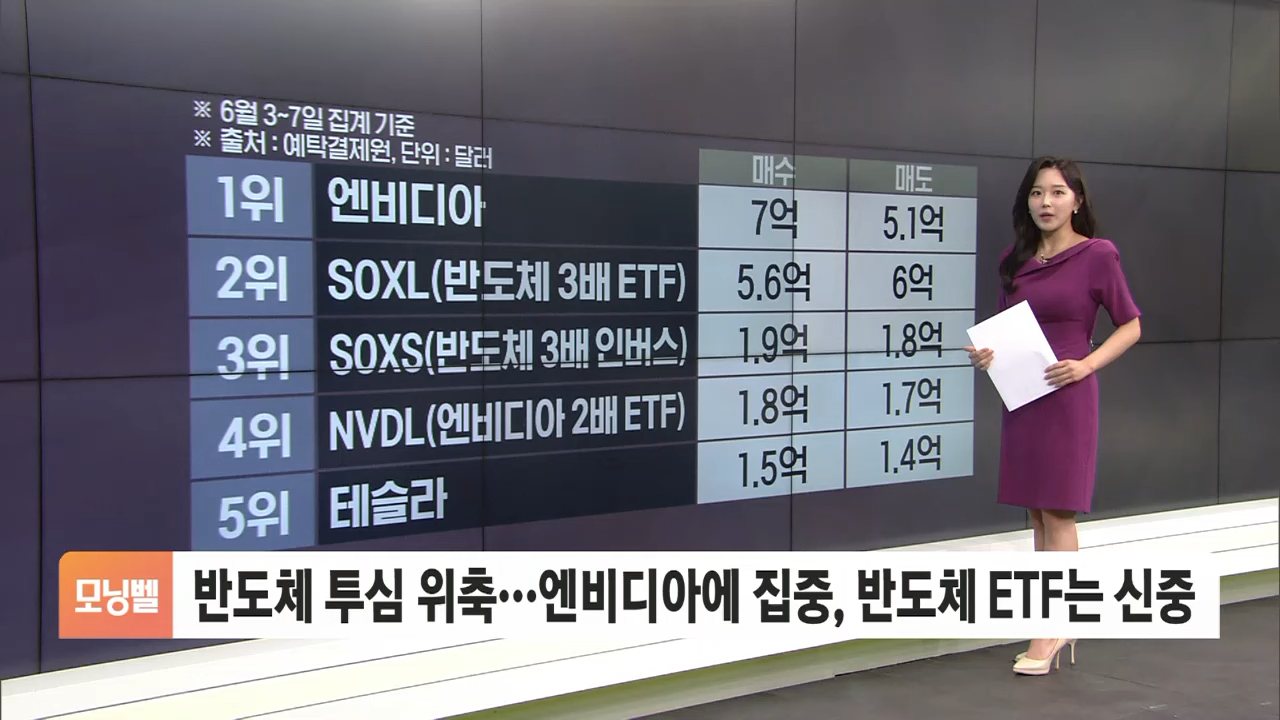 ※ 6월 3~7일 집계 기준
※ 출처 : 예탁결제원, 단위 : 달러
매수 매도
1위 엔비디아 7억 5.1억
2위 SOXL(반도체 3배 ETF) 5.6억 6억
3위 SOXS(반도체 3배 인버스) 1.9억 1.8억
4위 NVDL(엔비디아 2배 ETF) 1.8억 1.7억
5위 테슬라 1.5억 1.4억
모닝벨 반도체 투심 위축…엔비디아에 집중, 반도체 ETF는 신중